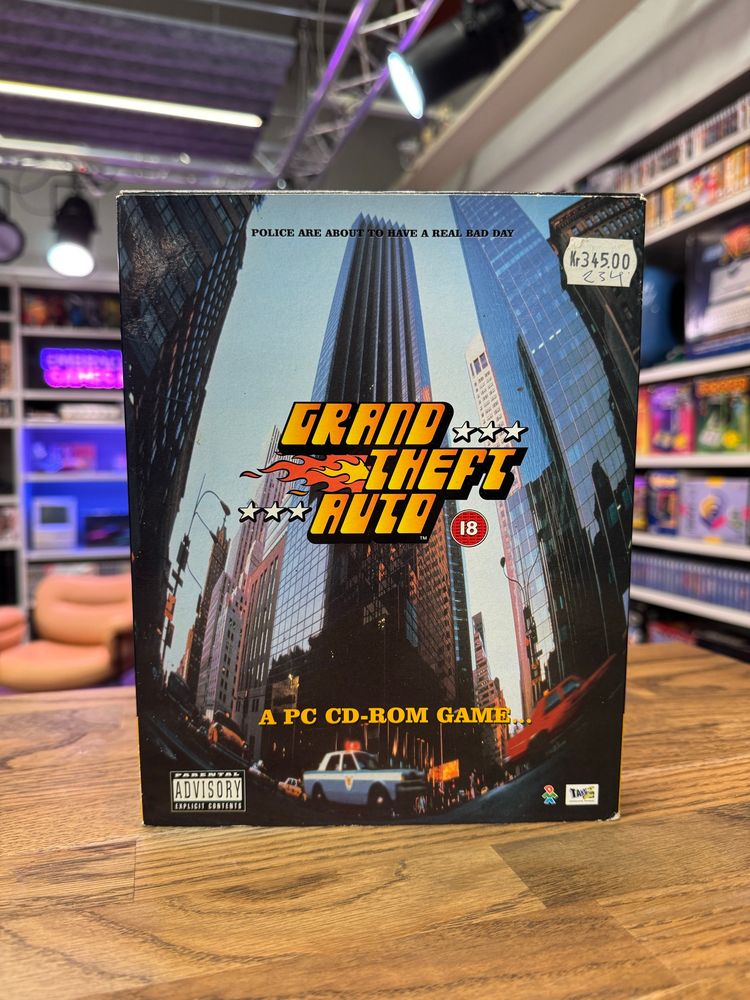 POLICE ARE ABOUT TO HAVE A REAL BAD DAY
Kr345.00
234
GRAND
THEFT
AUTO
TM
18
A PC CD-ROM GAME...
PARENTAL
ADVISORY
EXPLICIT CONTENTS